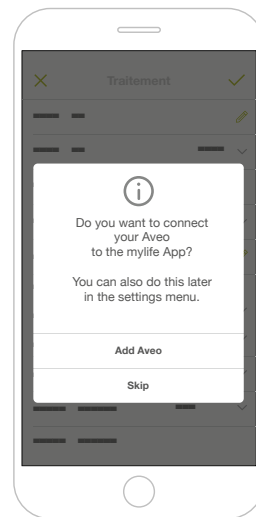 Traitement
Do you want to connect
your Aveo
to the mylife App?
You can also do this later
in the settings menu.
Add Aveo
Skip